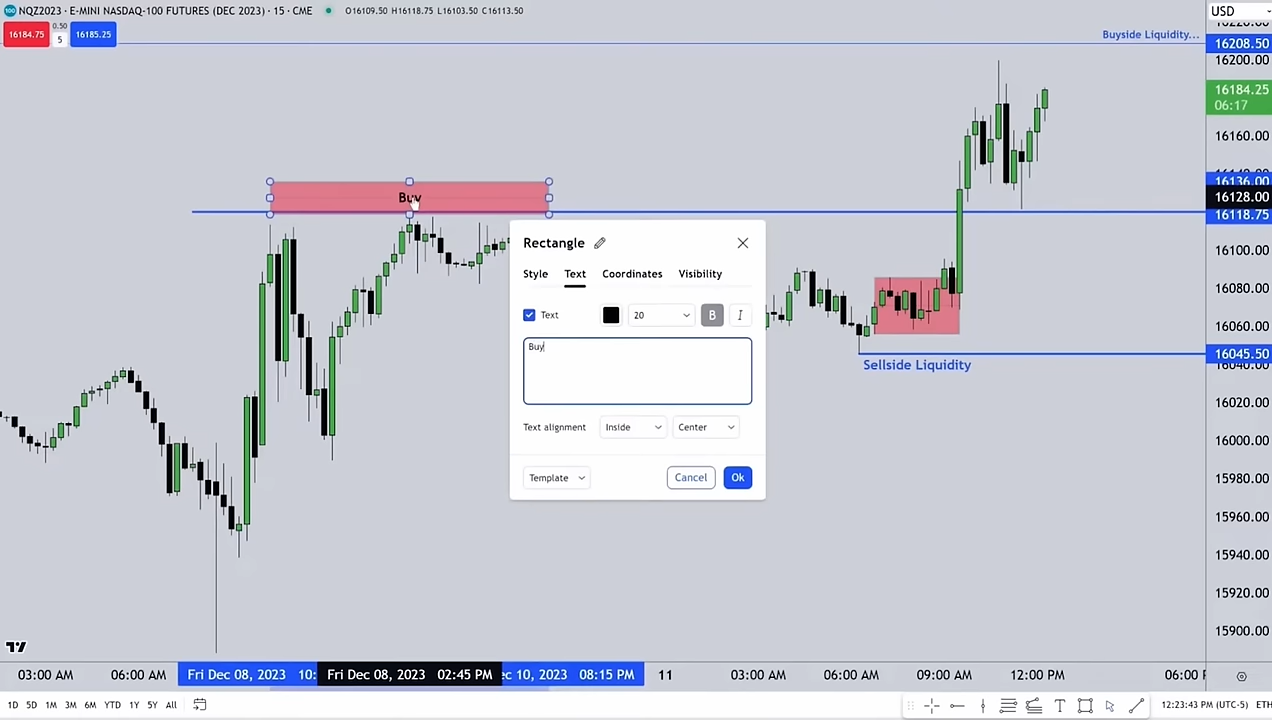 100 NQZ2023 · E-MINI NASDAQ-100 FUTURES (DEC 2023) · 15 · CME O16109.50 H16118.75 L16103.50 C16113.50
USD
16184.75 0.50 5 16185.25
Buyside Liquidity...
16208.50
16200.00
16184.25
06:17
16160.00
16136.00
Buy
16128.00
16118.75
Rectangle
16100.00
Style Text Coordinates Visibility
16080.00
Text 20 B I
16060.00
Buy
16045.50
Sellside Liquidity
16040.00
16020.00
Text alignment Inside Center
16000.00
Template Cancel Ok
15980.00
15960.00
15940.00
15920.00
15900.00
03:00 AM 06:00 AM Fri Dec 08, 2023 10: Fri Dec 08, 2023 02:45 PM ec 10, 2023 08:15 PM 11 03:00 AM 06:00 AM 09:00 AM 12:00 PM 06:00
1D 5D 1M 3M 6M YTD 1Y 5Y All T 12:23:43 PM (UTC-5) ETH